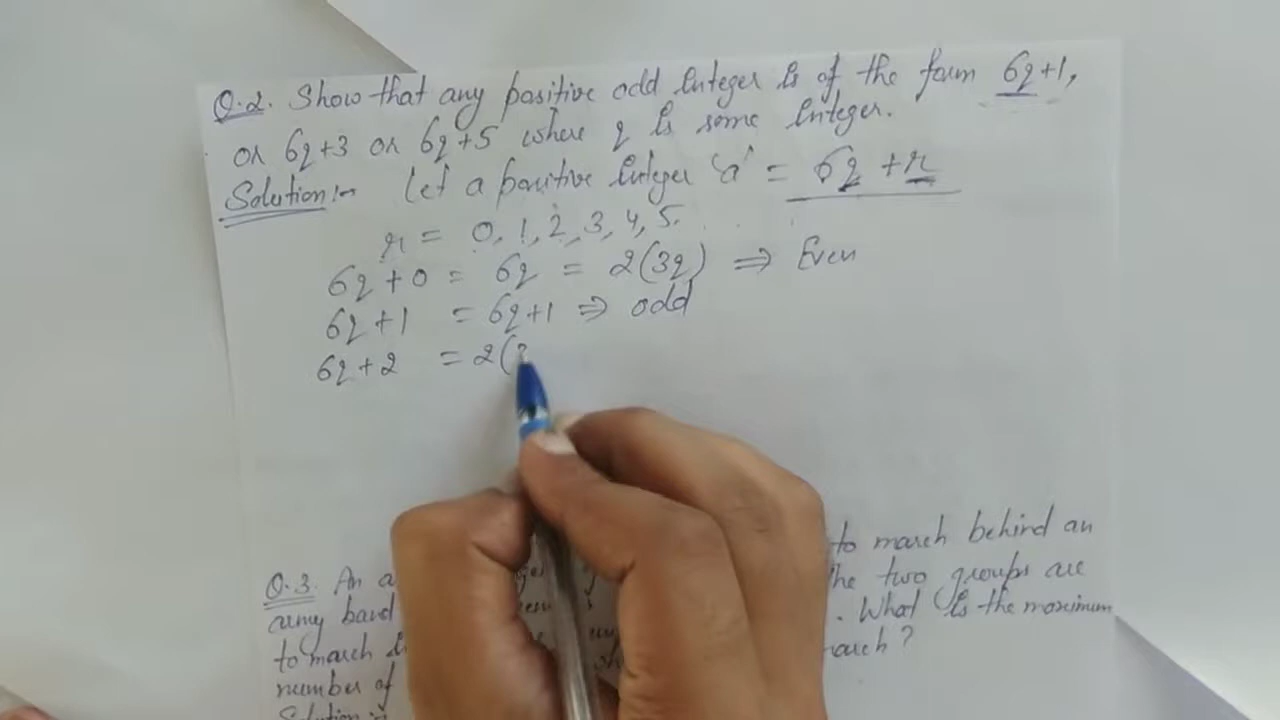 Q.2. Show that any positive odd integer is of the form 6q+1,
or 6q+3 or 6q+5 where q is some integer.
Solution:- Let a positive integer 'a' = 6q + r
r = 0, 1, 2, 3, 4, 5.
6q + 0 = 6q = 2(3q) ⇒ Even
6q + 1 = 6q+1 ⇒ odd
6q + 2 = 2(
Q.3. An to march behind an
army band the two groups are
to march . What is the maximum
number of march?
Solution:-